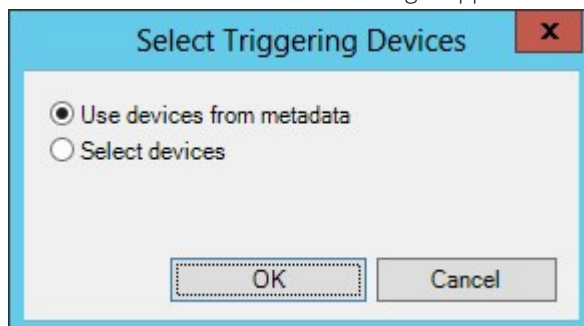 Select Triggering Devices
x
Use devices from metadata
Select devices
OK
Cancel